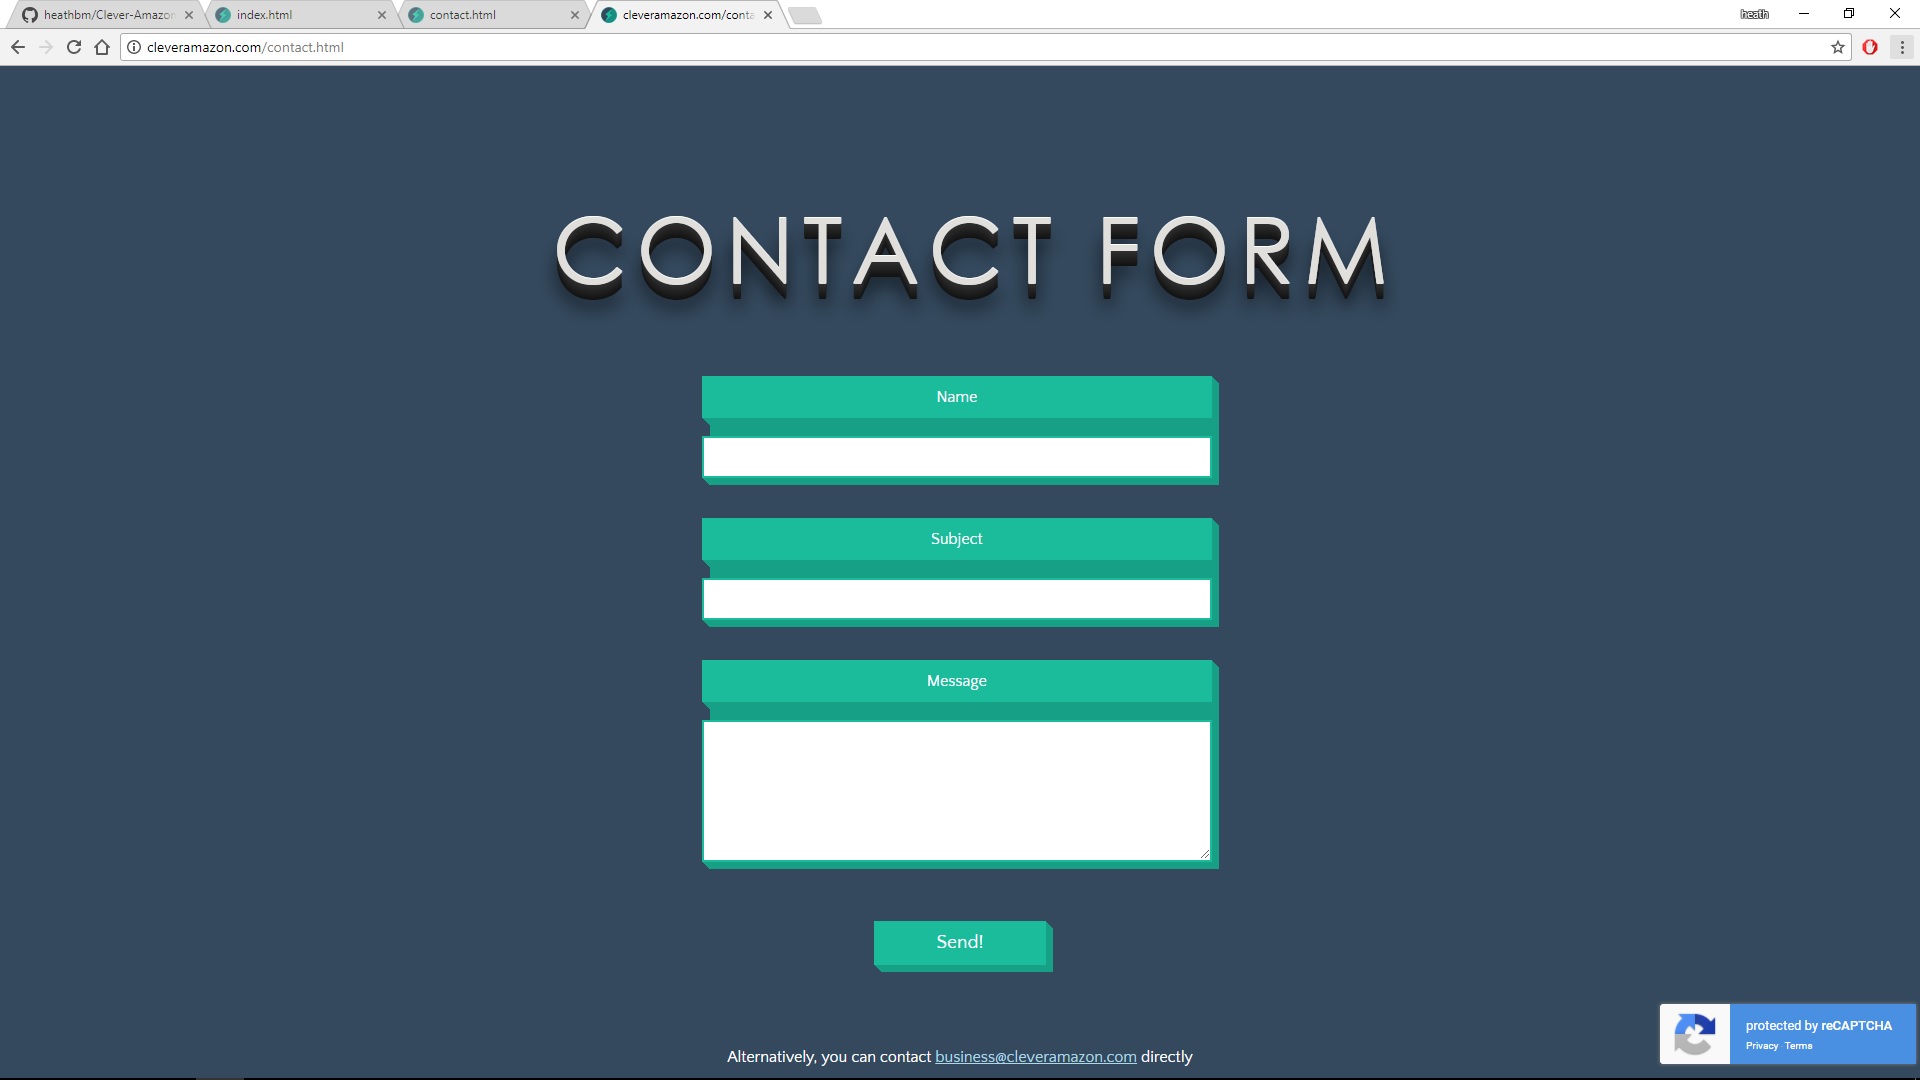 heathbm/Clever-Amazon
index.html
contact.html
cleveramazon.com/conta
heath
cleveramazon.com/contact.html
CONTACT FORM
Name
Subject
Message
Send!
protected by reCAPTCHA
Privacy Terms
Alternatively, you can contact business@cleveramazon.com directly